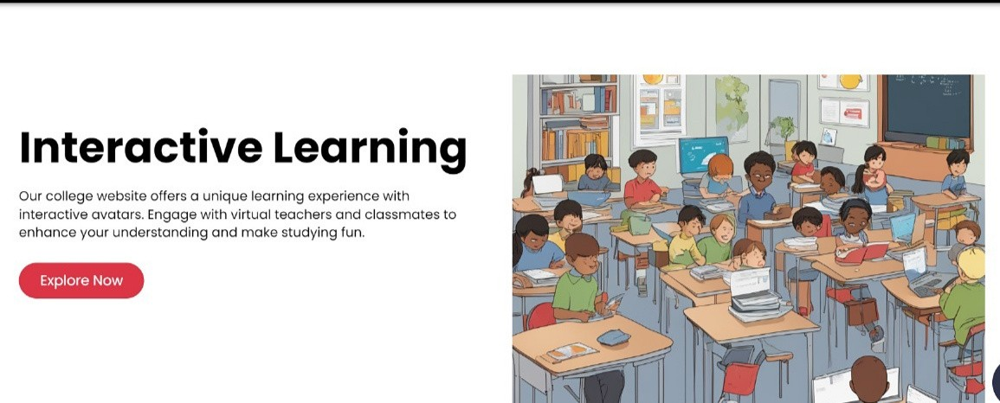 Interactive Learning
Our college website offers a unique learning experience with
interactive avatars. Engage with virtual teachers and classmates to
enhance your understanding and make studying fun.
Explore Now